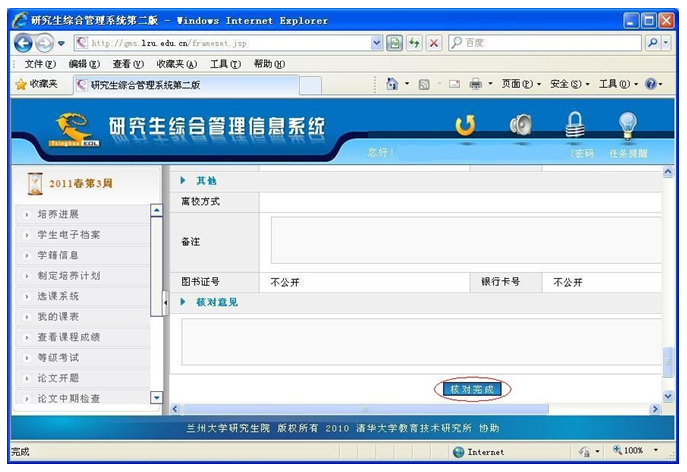 研究生综合管理系统第二版 - Windows Internet Explorer
http://gms.lzu.edu.cn/frameset.jsp
百度
文件(F) 编辑(E) 查看(V) 收藏夹(A) 工具(T) 帮助(H)
收藏夹 研究生综合管理系统第二版 页面(P) 安全(S) 工具(O)
研究生综合管理信息系统
Tsinghua EDL
您好! 密码 任务提醒
2011春第3周
培养进展
学生电子档案
学籍信息
制定培养计划
选课系统
我的课表
查看课程成绩
等级考试
论文开题
论文中期检查
其他
离校方式
备注
图书证号 不公开 银行卡号 不公开
核对意见
核对完成
兰州大学研究生院 版权所有 2010 清华大学教育技术研究所 协助
完成 Internet 100%